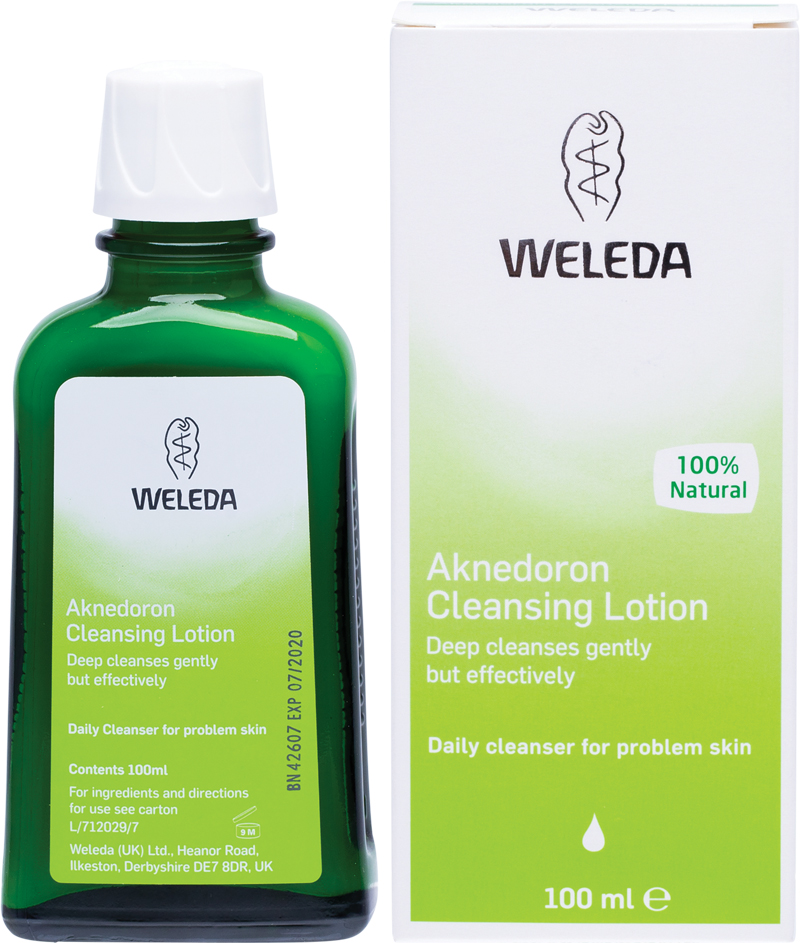 WELEDA
Aknedoron
Cleansing Lotion
Deep cleanses gently
but effectively
Daily Cleanser for problem skin
Contents 100ml
For ingredients and directions
for use see carton
L/712029/7
9 M
Weleda (UK) Ltd., Heanor Road,
Ilkeston, Derbyshire DE7 8DR, UK
BN42607 EXP 07/2020
WELEDA
WELEDA
100%
Natural
Aknedoron
Cleansing Lotion
Deep cleanses gently
but effectively
Daily cleanser for problem skin
100 ml ℮